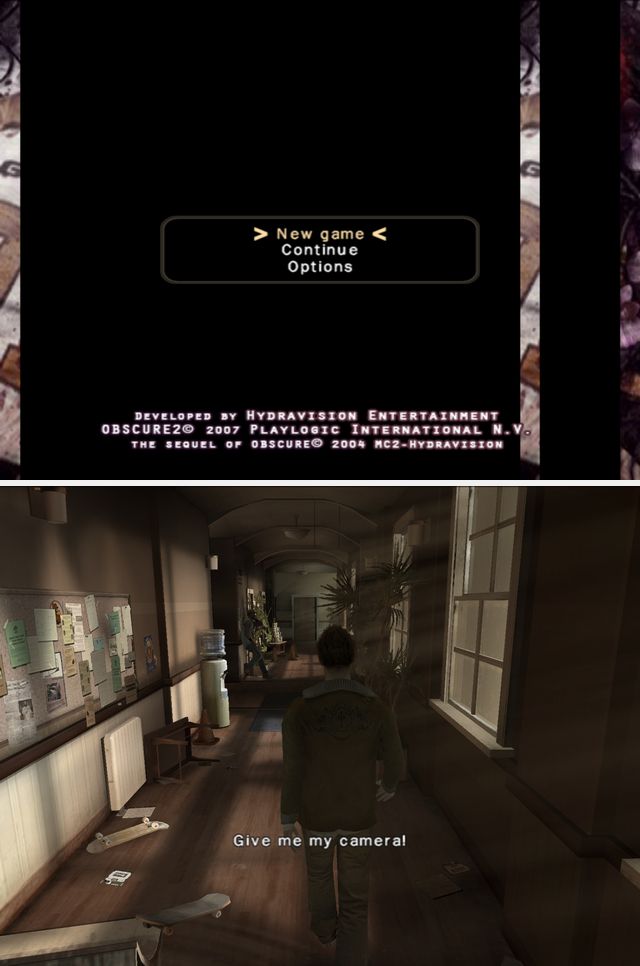 > New game <
Continue
Options
Developed by Hydravision Entertainment
OBSCURE2© 2007 Playlogic International N.V.
the sequel of OBSCURE© 2004 MC2-Hydravision
Give me my camera!